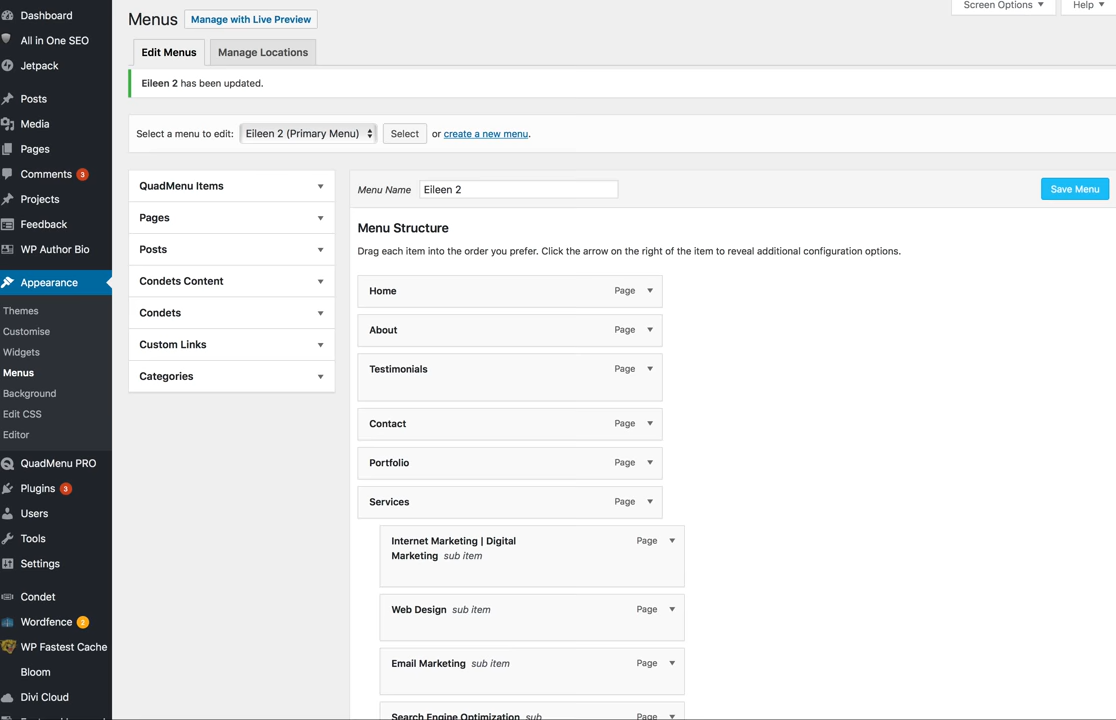 Dashboard
All in One SEO
Jetpack
Posts
Media
Pages
Comments 3
Projects
Feedback
WP Author Bio
Appearance
Themes
Customise
Widgets
Menus
Background
Edit CSS
Editor
QuadMenu PRO
Plugins 3
Users
Tools
Settings
Condet
Wordfence 2
WP Fastest Cache
Bloom
Divi Cloud
Screen Options
Help
Menus
Manage with Live Preview
Edit Menus
Manage Locations
Eileen 2 has been updated.
Select a menu to edit: Eileen 2 (Primary Menu) Select or create a new menu.
QuadMenu Items
Pages
Posts
Condets Content
Condets
Custom Links
Categories
Menu Name Eileen 2
Save Menu
Menu Structure
Drag each item into the order you prefer. Click the arrow on the right of the item to reveal additional configuration options.
Home Page
About Page
Testimonials Page
Contact Page
Portfolio Page
Services Page
Internet Marketing | Digital Page
Marketing sub item
Web Design sub item Page
Email Marketing sub item Page
Search Engine Optimization sub Page